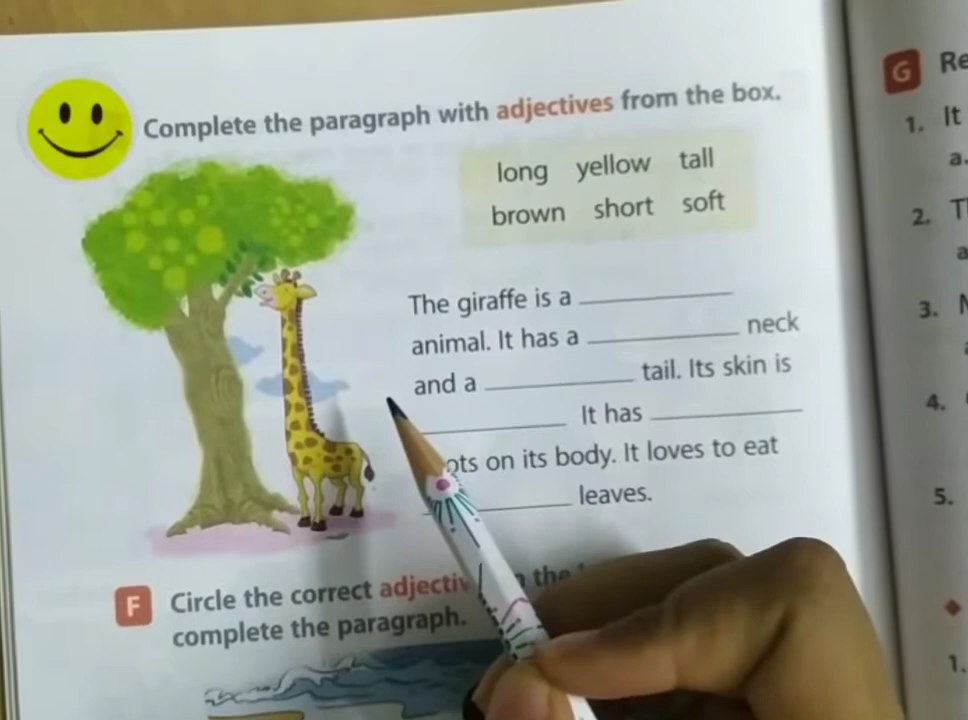 Complete the paragraph with adjectives from the box.
long yellow tall
brown short soft
The giraffe is a
animal. It has a neck
and a tail. Its skin is
It has
on its body. It loves to eat
leaves.
F Circle the correct the
complete the paragraph.
G Re
1. It
a.
2.
a
3.
4.
5.
1.